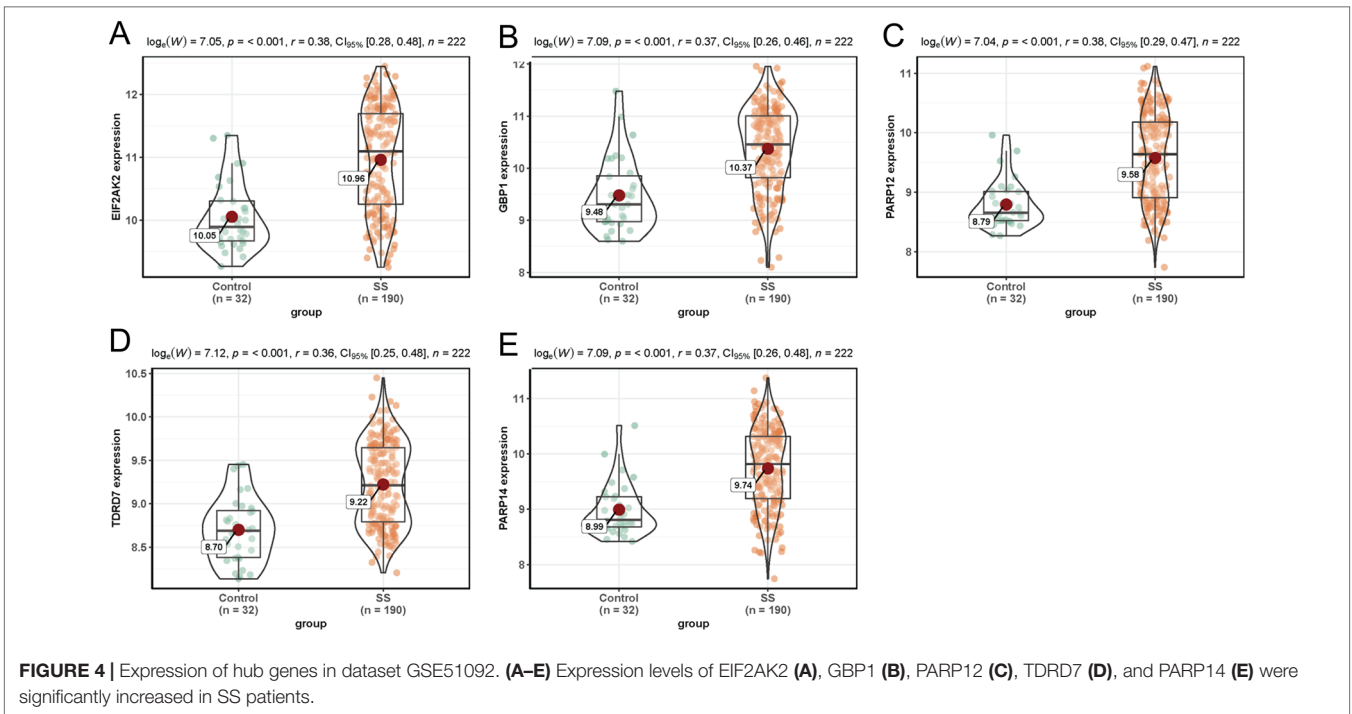 A
logₑ(W) = 7.05, p = < 0.001, r = 0.38, CI₉₅% [0.28, 0.48], n = 222
EIF2AK2 expression
12
11
10
10.05
10.96
Control
(n = 32)
SS
(n = 190)
group
B
logₑ(W) = 7.09, p = < 0.001, r = 0.37, CI₉₅% [0.26, 0.46], n = 222
GBP1 expression
12
11
10
9
8
9.48
10.37
Control
(n = 32)
SS
(n = 190)
group
C
logₑ(W) = 7.04, p = < 0.001, r = 0.38, CI₉₅% [0.29, 0.47], n = 222
PARP12 expression
11
10
9
8
8.79
9.58
Control
(n = 32)
SS
(n = 190)
group
D
logₑ(W) = 7.12, p = < 0.001, r = 0.36, CI₉₅% [0.25, 0.48], n = 222
TDRD7 expression
10.5
10.0
9.5
9.0
8.5
8.70
9.22
Control
(n = 32)
SS
(n = 190)
group
E
logₑ(W) = 7.09, p = < 0.001, r = 0.37, CI₉₅% [0.26, 0.48], n = 222
PARP14 expression
11
10
9
8
8.99
9.74
Control
(n = 32)
SS
(n = 190)
group
FIGURE 4 | Expression of hub genes in dataset GSE51092. (A–E) Expression levels of EIF2AK2 (A), GBP1 (B), PARP12 (C), TDRD7 (D), and PARP14 (E) were
significantly increased in SS patients.